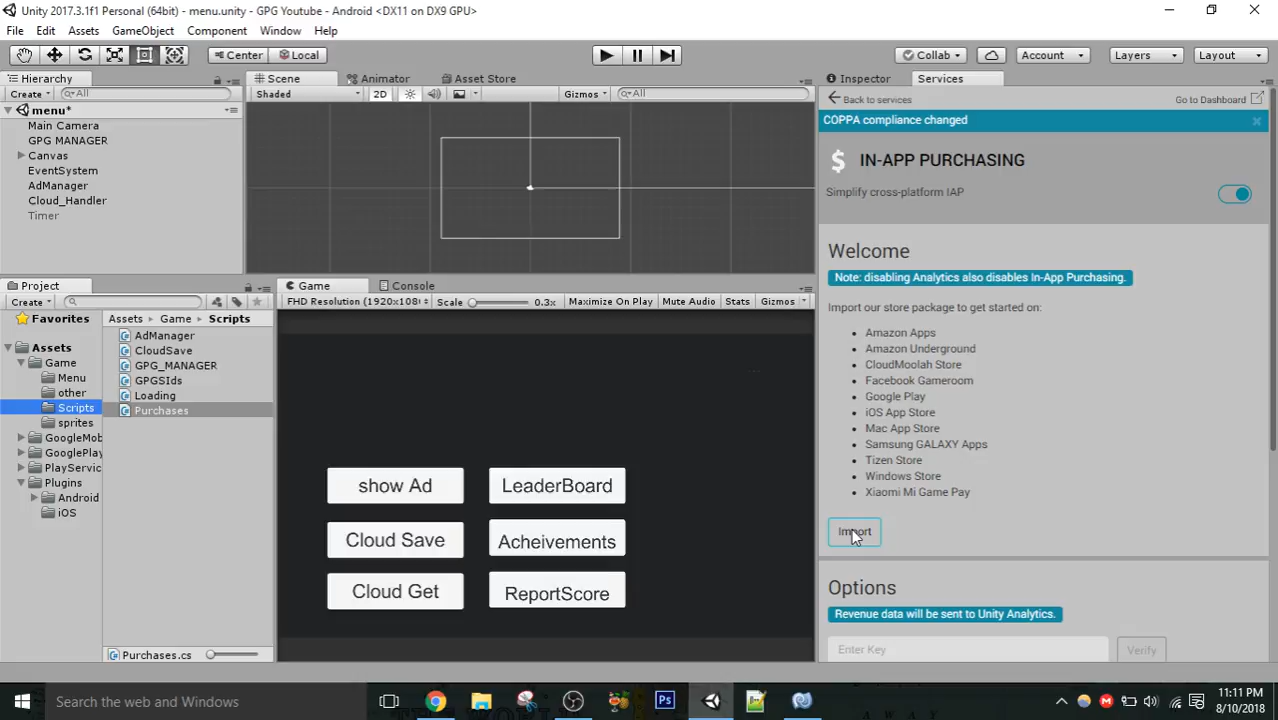 Unity 2017.3.1f1 Personal (64bit) - menu.unity - GPG Youtube - Android <DX11 on DX9 GPU>
File Edit Assets GameObject Component Window Help
Center Local Collab Account Layers Layout
Hierarchy
Create All
menu*
Main Camera
GPG MANAGER
Canvas
EventSystem
AdManager
Cloud_Handler
Timer
Scene Animator Asset Store
Shaded 2D Gizmos All
Project
Create
Favorites
Assets
Game
Menu
other
Scripts
sprites
GoogleMob
GooglePlay
PlayServic
Plugins
Android
iOS
Assets Game Scripts
AdManager
CloudSave
GPG_MANAGER
GPGSIds
Loading
Purchases
Purchases.cs
Game Console
FHD Resolution (1920x108 Scale 0.3x Maximize On Play Mute Audio Stats Gizmos
show Ad LeaderBoard
Cloud Save Acheivements
Cloud Get ReportScore
Inspector Services
Back to services Go to Dashboard
COPPA compliance changed
$ IN-APP PURCHASING
Simplify cross-platform IAP
Welcome
Note: disabling Analytics also disables In-App Purchasing.
Import our store package to get started on:
Amazon Apps
Amazon Underground
CloudMoolah Store
Facebook Gameroom
Google Play
iOS App Store
Mac App Store
Samsung GALAXY Apps
Tizen Store
Windows Store
Xiaomi Mi Game Pay
Import
Options
Revenue data will be sent to Unity Analytics.
Enter Key Verify
Search the web and Windows
Ps
11:11 PM
8/10/2018